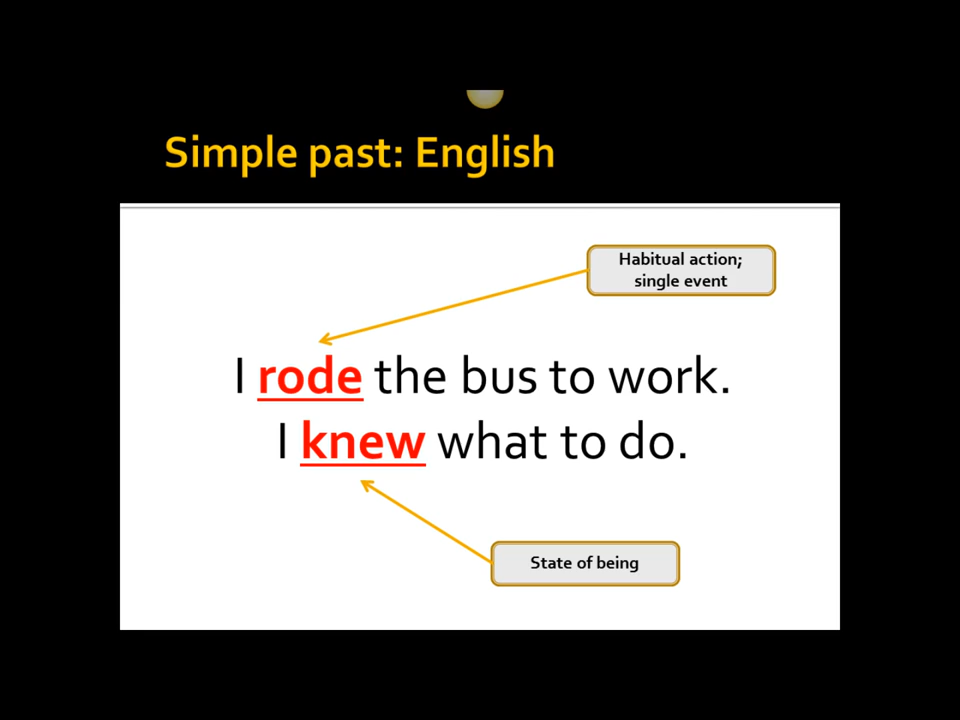 Simple past: English
Habitual action;
single event
I rode the bus to work.
I knew what to do.
State of being